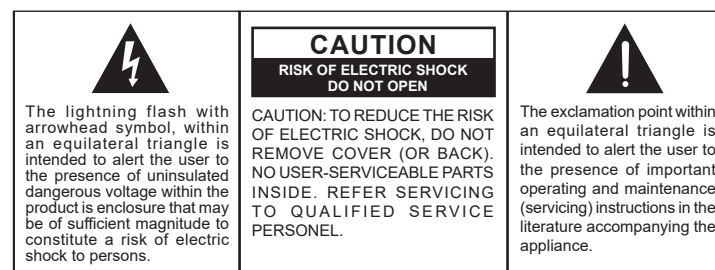 The lightning flash with
arrowhead symbol, within
an equilateral triangle is
intended to alert the user to
the presence of uninsulated
dangerous voltage within the
product is enclosure that may
be of sufficient magnitude to
constitute a risk of electric
shock to persons.
CAUTION
RISK OF ELECTRIC SHOCK
DO NOT OPEN
CAUTION: TO REDUCE THE RISK
OF ELECTRIC SHOCK, DO NOT
REMOVE COVER (OR BACK).
NO USER-SERVICEABLE PARTS
INSIDE. REFER SERVICING
TO QUALIFIED SERVICE
PERSONEL.
The exclamation point within
an equilateral triangle is
intended to alert the user to
the presence of important
operating and maintenance
(servicing) instructions in the
literature accompanying the
appliance.